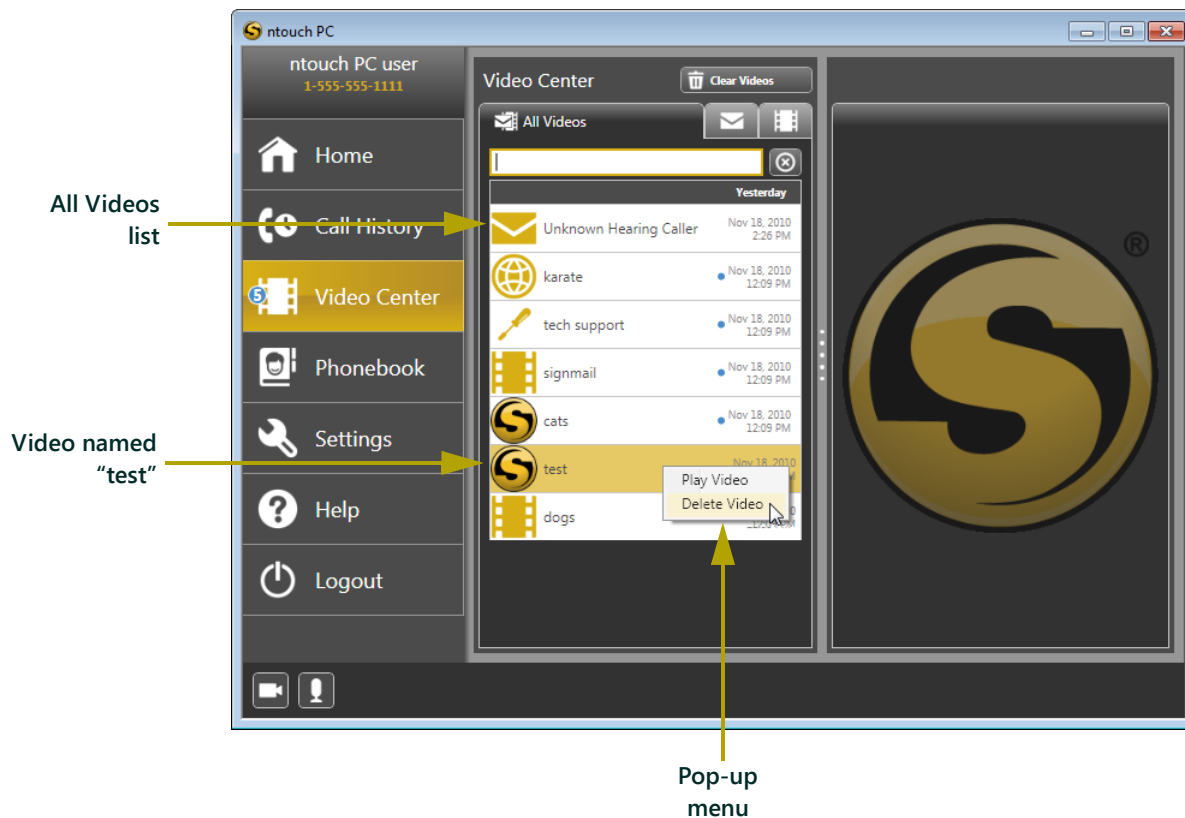 ntouch PC
ntouch PC user
1-555-555-1111
Home
Call History
5
Video Center
Phonebook
Settings
Help
Logout
Video Center
Clear Videos
All Videos
Yesterday
Unknown Hearing Caller
Nov 18, 2010
2:26 PM
karate
Nov 18, 2010
12:09 PM
tech support
Nov 18, 2010
12:09 PM
signmail
Nov 18, 2010
12:09 PM
cats
Nov 18, 2010
12:09 PM
test
Nov 18, 2010
dogs
Play Video
Delete Video
®
All Videos
list
Video named
“test”
Pop-up
menu